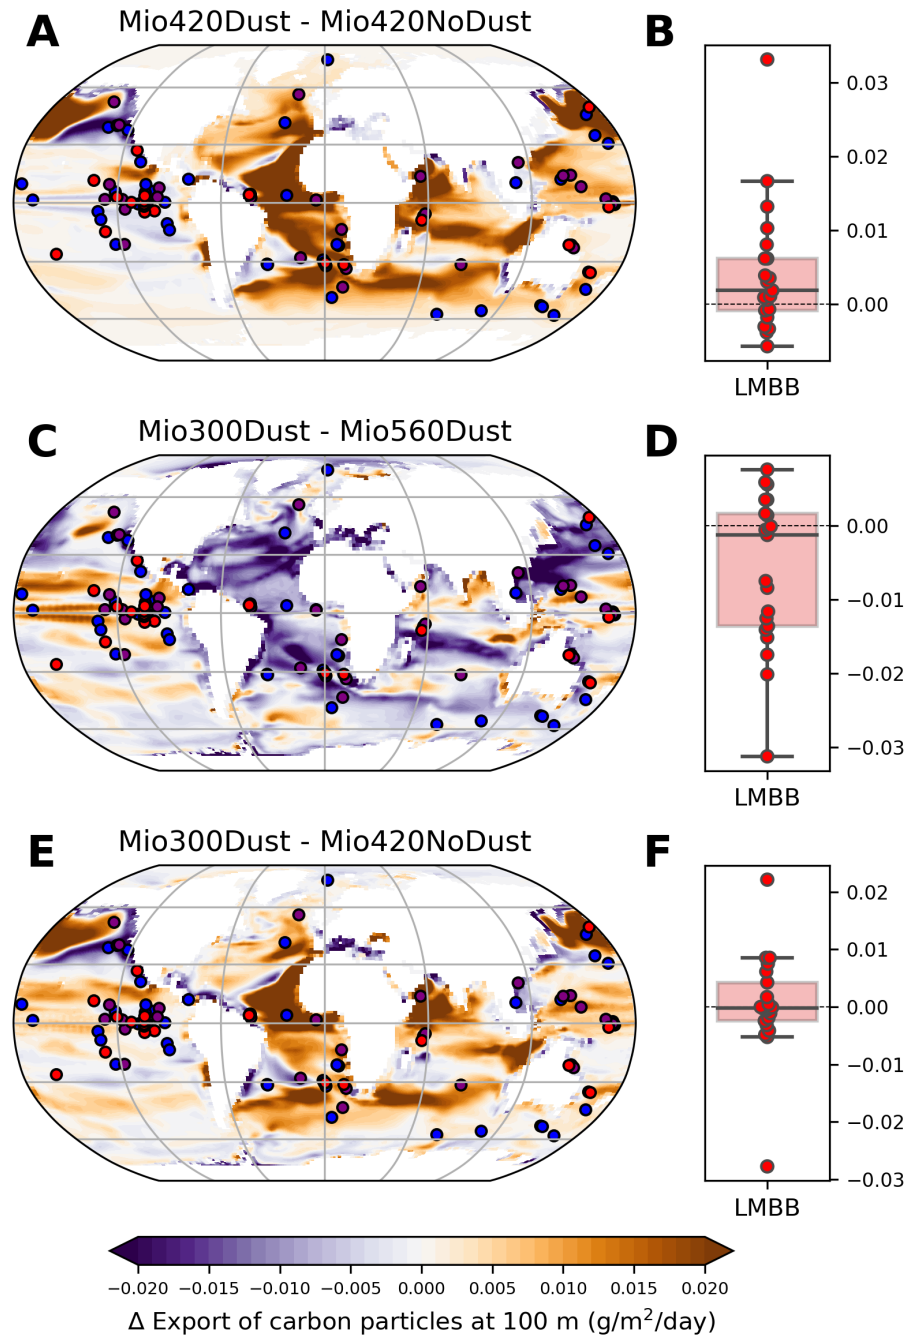 A
Mio420Dust - Mio420NoDust
B
0.03
0.02
0.01
0.00
LMBB
C
Mio300Dust - Mio560Dust
D
0.00
−0.01
−0.02
−0.03
LMBB
E
Mio300Dust - Mio420NoDust
F
0.02
0.01
0.00
−0.01
−0.02
−0.03
LMBB
−0.020 −0.015 −0.010 −0.005 0.000 0.005 0.010 0.015 0.020
Δ Export of carbon particles at 100 m (g/m²/day)